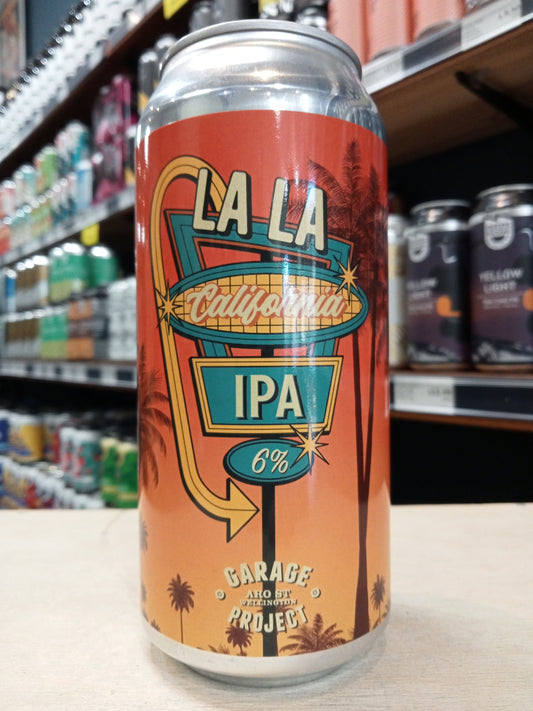 LA LA
California
IPA
6%
GARAGE
ARO ST
WELLINGTON
PROJECT
YELLOW
LIGHT
YELLOW
LIGHT